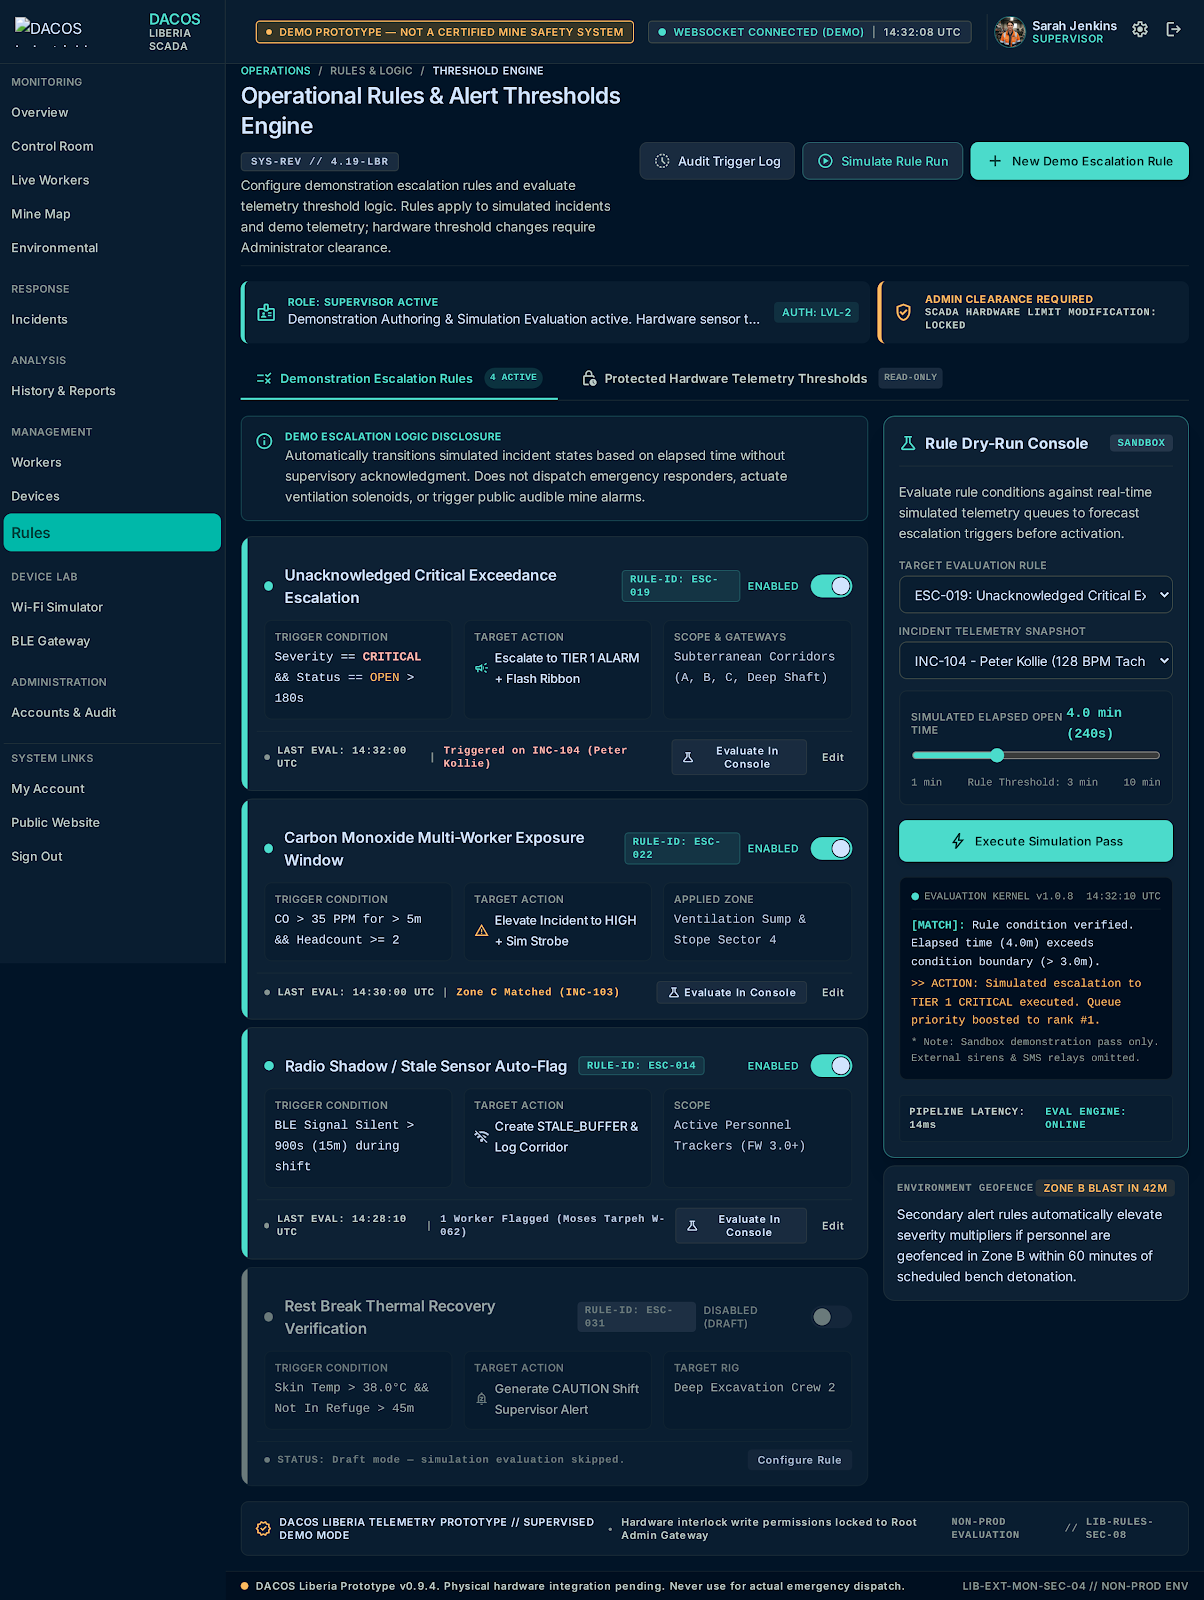 DACOS
DACOS
LIBERIA
SCADA
DEMO PROTOTYPE — NOT A CERTIFIED MINE SAFETY SYSTEM
WEBSOCKET CONNECTED (DEMO) | 14:32:08 UTC
Sarah Jenkins
SUPERVISOR
MONITORING
Overview
Control Room
Live Workers
Mine Map
Environmental
RESPONSE
Incidents
ANALYSIS
History & Reports
MANAGEMENT
Workers
Devices
Rules
DEVICE LAB
Wi-Fi Simulator
BLE Gateway
ADMINISTRATION
Accounts & Audit
SYSTEM LINKS
My Account
Public Website
Sign Out
OPERATIONS / RULES & LOGIC / THRESHOLD ENGINE
Operational Rules & Alert Thresholds
Engine
SYS-REV // 4.19-LBR
Configure demonstration escalation rules and evaluate
telemetry threshold logic. Rules apply to simulated incidents
and demo telemetry; hardware threshold changes require
Administrator clearance.
Audit Trigger Log
Simulate Rule Run
New Demo Escalation Rule
ROLE: SUPERVISOR ACTIVE
Demonstration Authoring & Simulation Evaluation active. Hardware sensor t...
AUTH: LVL-2
ADMIN CLEARANCE REQUIRED
SCADA HARDWARE LIMIT MODIFICATION:
LOCKED
Demonstration Escalation Rules 4 ACTIVE
Protected Hardware Telemetry Thresholds READ-ONLY
DEMO ESCALATION LOGIC DISCLOSURE
Automatically transitions simulated incident states based on elapsed time without
supervisory acknowledgment. Does not dispatch emergency responders, actuate
ventilation solenoids, or trigger public audible mine alarms.
Unacknowledged Critical Exceedance
Escalation
RULE-ID: ESC-
019
ENABLED
TRIGGER CONDITION
Severity == CRITICAL
&& Status == OPEN >
180s
TARGET ACTION
Escalate to TIER 1 ALARM
+ Flash Ribbon
SCOPE & GATEWAYS
Subterranean Corridors
(A, B, C, Deep Shaft)
LAST EVAL: 14:32:00
UTC
|
Triggered on INC-104 (Peter
Kollie)
Evaluate In
Console
Edit
Carbon Monoxide Multi-Worker Exposure
Window
RULE-ID: ESC-
022
ENABLED
TRIGGER CONDITION
CO > 35 PPM for > 5m
&& Headcount >= 2
TARGET ACTION
Elevate Incident to HIGH
+ Sim Strobe
APPLIED ZONE
Ventilation Sump &
Stope Sector 4
LAST EVAL: 14:30:00 UTC | Zone C Matched (INC-103)
Evaluate In Console
Edit
Radio Shadow / Stale Sensor Auto-Flag
RULE-ID: ESC-014
ENABLED
TRIGGER CONDITION
BLE Signal Silent >
900s (15m) during
shift
TARGET ACTION
Create STALE_BUFFER &
Log Corridor
SCOPE
Active Personnel
Trackers (FW 3.0+)
LAST EVAL: 14:28:10
UTC
|
1 Worker Flagged (Moses Tarpeh W-
062)
Evaluate In
Console
Edit
Rest Break Thermal Recovery
Verification
RULE-ID: ESC-
031
DISABLED
(DRAFT)
TRIGGER CONDITION
Skin Temp > 38.0°C &&
Not In Refuge > 45m
TARGET ACTION
Generate CAUTION Shift
Supervisor Alert
TARGET RIG
Deep Excavation Crew 2
STATUS: Draft mode — simulation evaluation skipped.
Configure Rule
Rule Dry-Run Console
SANDBOX
Evaluate rule conditions against real-time
simulated telemetry queues to forecast
escalation triggers before activation.
TARGET EVALUATION RULE
ESC-019: Unacknowledged Critical Ex
INCIDENT TELEMETRY SNAPSHOT
INC-104 - Peter Kollie (128 BPM Tach
SIMULATED ELAPSED OPEN
TIME
4.0 min
(240s)
1 min
Rule Threshold: 3 min
10 min
Execute Simulation Pass
EVALUATION KERNEL v1.0.8 14:32:10 UTC
[MATCH]: Rule condition verified.
Elapsed time (4.0m) exceeds
condition boundary (> 3.0m).
>> ACTION: Simulated escalation to
TIER 1 CRITICAL executed. Queue
priority boosted to rank #1.
* Note: Sandbox demonstration pass only.
External sirens & SMS relays omitted.
PIPELINE LATENCY:
14ms
EVAL ENGINE:
ONLINE
ENVIRONMENT GEOFENCE
ZONE B BLAST IN 42M
Secondary alert rules automatically elevate
severity multipliers if personnel are
geofenced in Zone B within 60 minutes of
scheduled bench detonation.
DACOS LIBERIA TELEMETRY PROTOTYPE // SUPERVISED
DEMO MODE
•
Hardware interlock write permissions locked to Root
Admin Gateway
NON-PROD
EVALUATION
//
LIB-RULES-
SEC-08
DACOS Liberia Prototype v0.9.4. Physical hardware integration pending. Never use for actual emergency dispatch.
LIB-EXT-MON-SEC-04 // NON-PROD ENV